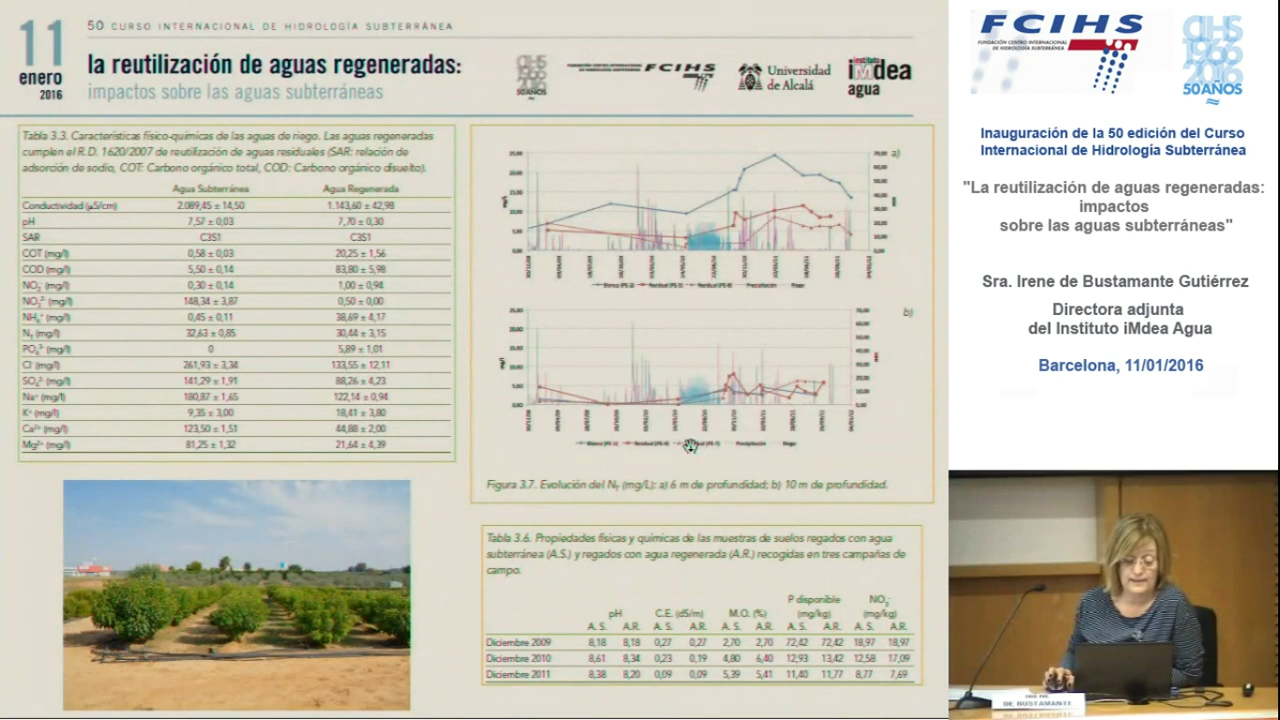 11
enero
2016
50 CURSO INTERNACIONAL DE HIDROLOGÍA SUBTERRÁNEA
la reutilización de aguas regeneradas:
impactos sobre las aguas subterráneas
FCIHS
Universidad
de Alcalá
instituto
iMdea
agua
Tabla 3.3. Características físico-químicas de las aguas de riego. Las aguas regeneradas
cumplen el R.D. 1620/2007 de reutilización de aguas residuales (SAR: relación de
adsorción de sodio, COT: Carbono orgánico total, COD: Carbono orgánico disuelto).
Agua Subterránea Agua Regenerada
Conductividad (µS/cm) 2.089,45 ± 14,50 1.143,60 ± 42,98
pH 7,57 ± 0,03 7,70 ± 0,30
SAR C3S1 C3S1
COT (mg/l) 0,58 ± 0,03 20,25 ± 1,56
COD (mg/l) 5,50 ± 0,14 83,80 ± 5,98
NO₂⁻ (mg/l) 0,30 ± 0,14 1,00 ± 0,94
(mg/l) 148,34 ± 3,87 0,50 ± 0,00
NH₄⁺ (mg/l) 0,45 ± 0,11 38,69 ± 4,17
(mg/l) 32,63 ± 0,85 30,44 ± 3,15
PO₄³⁻ (mg/l) 0 5,89 ± 1,01
Cl⁻ (mg/l) 261,93 ± 3,34 133,55 ± 12,11
SO₄²⁻ (mg/l) 141,29 ± 1,91 88,26 ± 4,23
Na⁺ (mg/l) 180,87 ± 1,65 122,14 ± 0,94
K⁺ (mg/l) 9,35 ± 3,00 18,41 ± 3,80
Ca²⁺ (mg/l) 123,50 ± 1,51 44,88 ± 2,00
Mg²⁺ (mg/l) 81,25 ± 1,32 21,64 ± 4,39
a)
b)
Figura 3.7. Evolución del Nₜ (mg/L): a) 6 m de profundidad; b) 10 m de profundidad.
Tabla 3.6. Propiedades físicas y químicas de las muestras de suelos regados con agua
subterránea (A.S.) y regados con agua regenerada (A.R.) recogidas en tres campañas de
campo.
pH C.E. (dS/m) M.O. (%) P disponible (mg/kg) NO₃⁻ (mg/kg)
A. S. A.R. A. S. A.R. A. S. A.R. A. S. A.R. A. S. A.R.
Diciembre 2009 8,18 8,18 0,27 0,27 2,70 2,70 72,42 72,42 18,97 18,97
Diciembre 2010 8,61 8,34 0,23 0,19 4,80 6,40 12,93 13,42 12,58 17,09
Diciembre 2011 8,38 8,20 0,09 0,09 5,39 5,41 11,40 11,77 8,77 7,69
FCIHS
FUNDACIÓN CENTRO INTERNACIONAL
DE HIDROLOGÍA SUBTERRÁNEA
CIHS
1966
2016
50 AÑOS
Inauguración de la 50 edición del Curso
Internacional de Hidrología Subterránea
"La reutilización de aguas regeneradas:
impactos
sobre las aguas subterráneas"
Sra. Irene de Bustamante Gutiérrez
Directora adjunta
del Instituto iMdea Agua
Barcelona, 11/01/2016
DE BUSTAMANTE